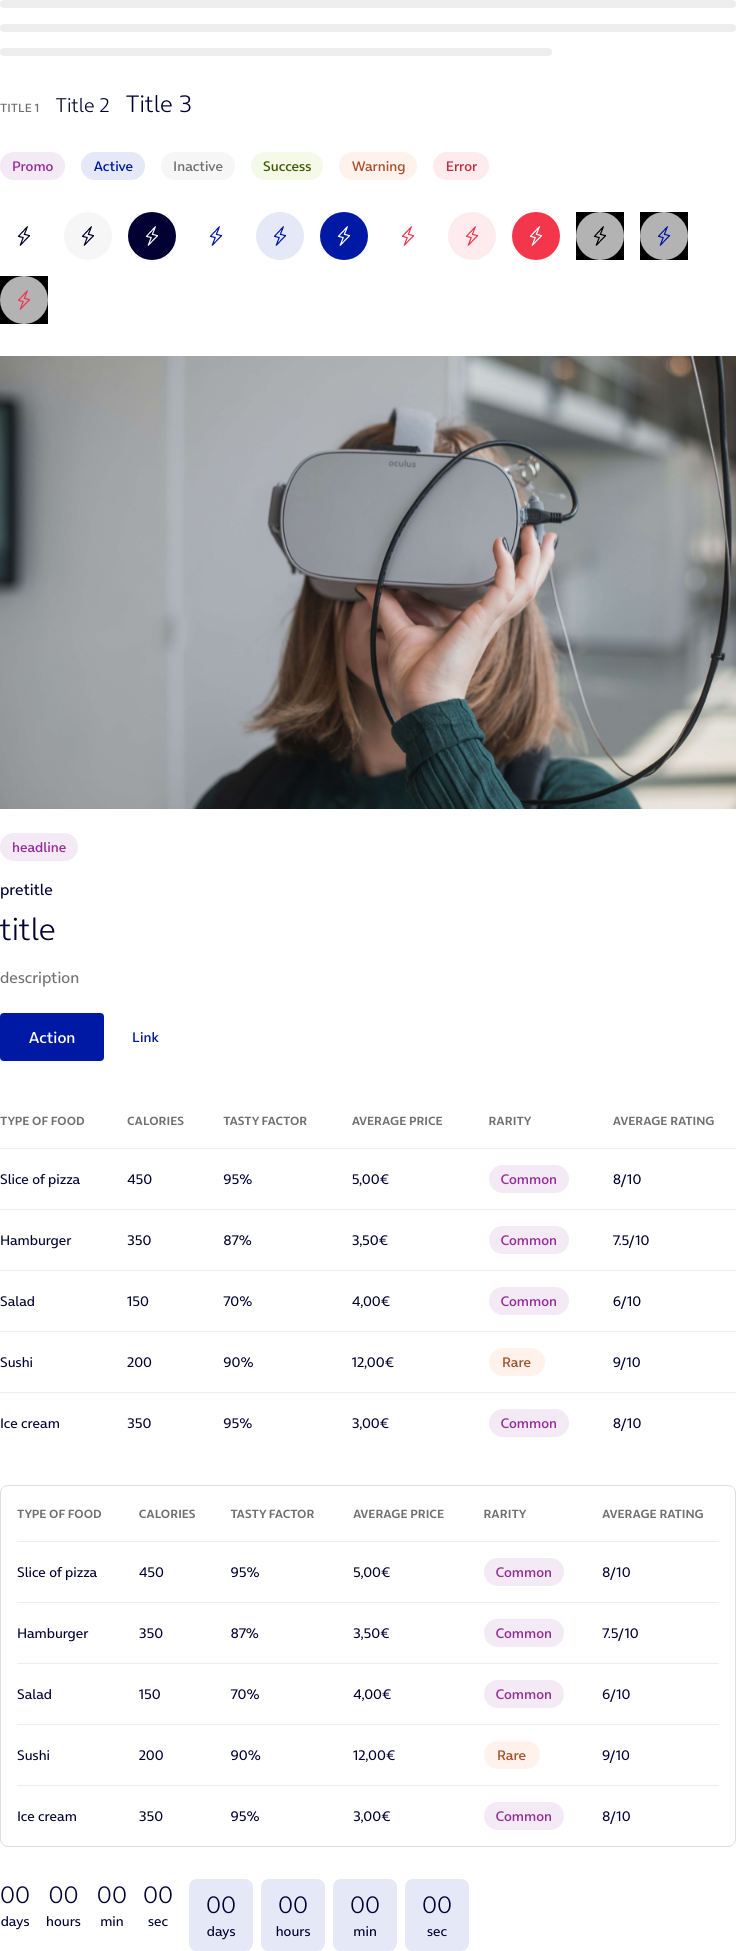 TITLE 1 Title 2 Title 3
Promo Active Inactive Success Warning Error
oculus
headline
pretitle
title
description
Action Link
TYPE OF FOOD CALORIES TASTY FACTOR AVERAGE PRICE RARITY AVERAGE RATING
Slice of pizza 450 95% 5,00€ Common 8/10
Hamburger 350 87% 3,50€ Common 7.5/10
Salad 150 70% 4,00€ Common 6/10
Sushi 200 90% 12,00€ Rare 9/10
Ice cream 350 95% 3,00€ Common 8/10
TYPE OF FOOD CALORIES TASTY FACTOR AVERAGE PRICE RARITY AVERAGE RATING
Slice of pizza 450 95% 5,00€ Common 8/10
Hamburger 350 87% 3,50€ Common 7.5/10
Salad 150 70% 4,00€ Common 6/10
Sushi 200 90% 12,00€ Rare 9/10
Ice cream 350 95% 3,00€ Common 8/10
00 00 00 00 00 00 00 00
days hours min sec days hours min sec